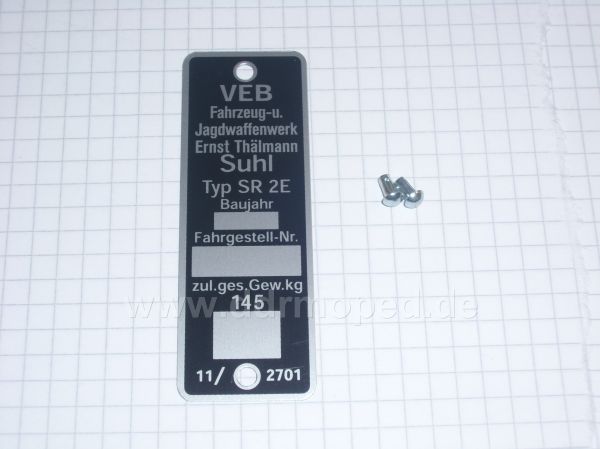 VEB
Fahrzeug-u.
Jagdwaffenwerk
Ernst Thälmann
Suhl
Typ SR 2E
Baujahr
Fahrgestell-Nr.
zul.ges.Gew.kg
145
www.ddrmoped.de
11/ 2701